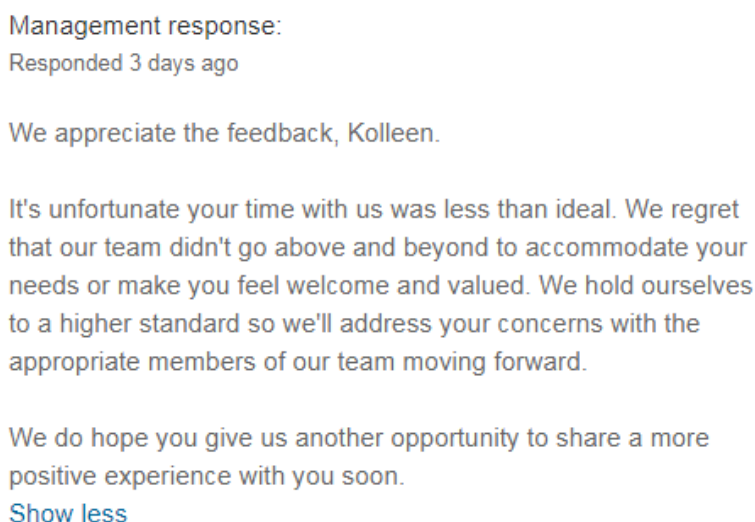 Management response:
Responded 3 days ago
We appreciate the feedback, Kolleen.
It's unfortunate your time with us was less than ideal. We regret
that our team didn't go above and beyond to accommodate your
needs or make you feel welcome and valued. We hold ourselves
to a higher standard so we'll address your concerns with the
appropriate members of our team moving forward.
We do hope you give us another opportunity to share a more
positive experience with you soon.
Show less